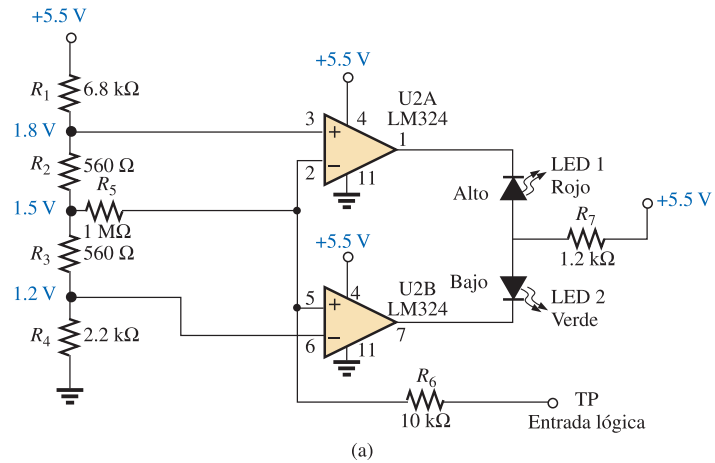 +5.5 V
R1
6.8 kΩ
1.8 V
R2
560 Ω
R5
1.5 V
1 MΩ
R3
560 Ω
1.2 V
R4
2.2 kΩ
+5.5 V
3
4
U2A
LM324
+
1
−
2
11
+5.5 V
5
4
U2B
LM324
+
7
−
6
11
Alto
LED 1
Rojo
R7
+5.5 V
1.2 kΩ
Bajo
LED 2
Verde
R6
10 kΩ
TP
Entrada lógica
(a)